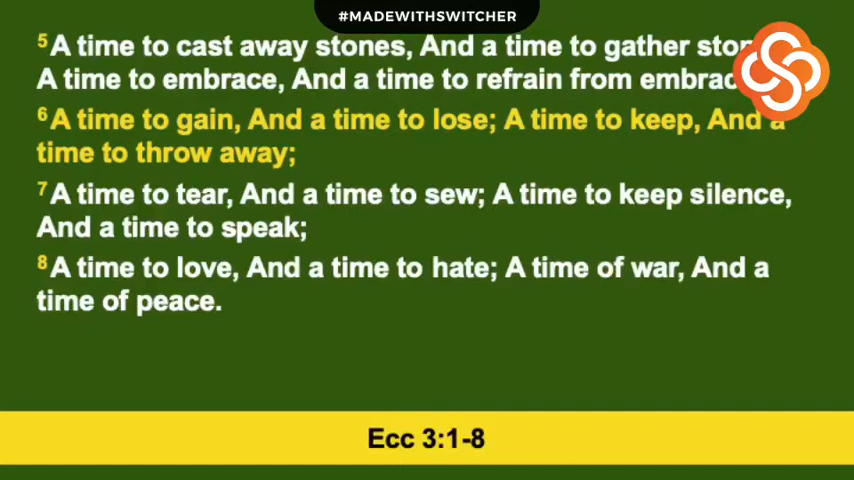 #MADEWITHSWITCHER
5A time to cast away stones, And a time to gather
A time to embrace, And a time to refrain from
6A time to gain, And a time to lose; A time to keep, And a
time to throw away;
7A time to tear, And a time to sew; A time to keep silence,
And a time to speak;
8A time to love, And a time to hate; A time of war, And a
time of peace.
Ecc 3:1-8